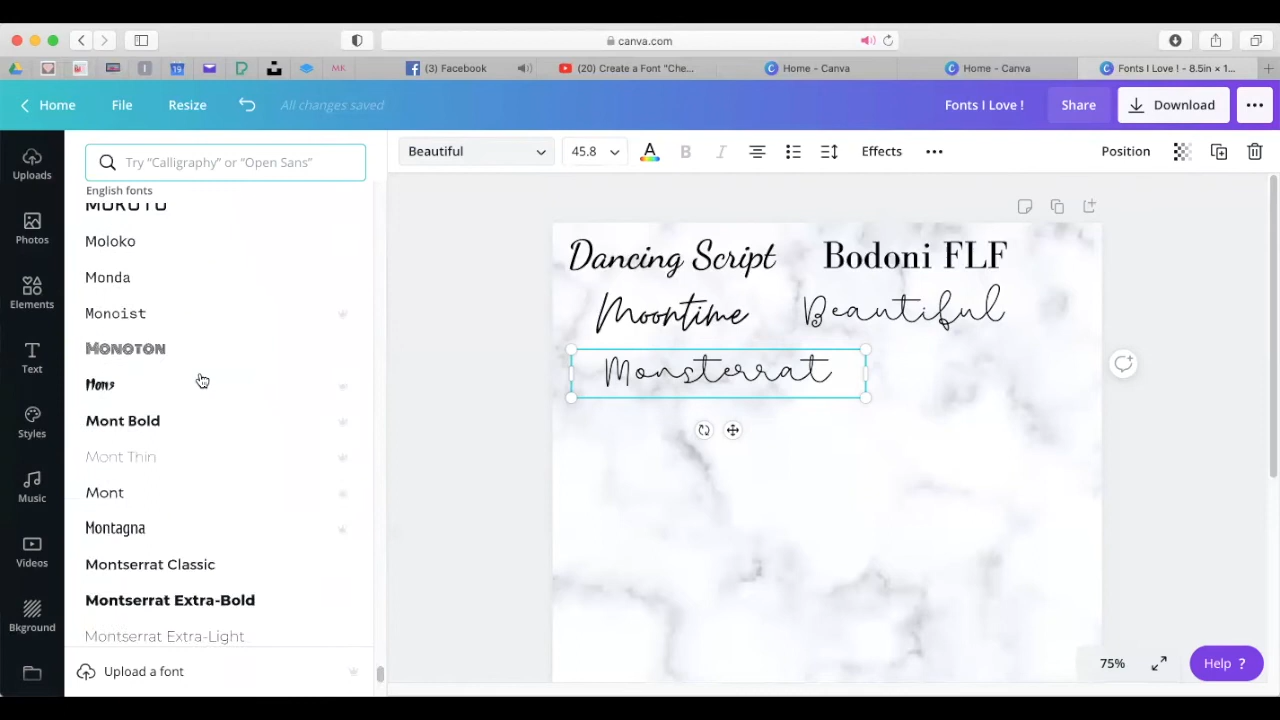 canva.com
(3) Facebook
(20) Create a Font "Che...
Home - Canva
Home - Canva
Fonts I Love ! - 8.5in × 1...
MK
19
Home
File
Resize
All changes saved
Fonts I Love !
Share
Download
Uploads
Photos
Elements
Text
Styles
Music
Videos
Bkground
Try "Calligraphy" or "Open Sans"
English fonts
MOKOTO
Moloko
Monda
Monoist
MONOTON
Mons
Mont Bold
Mont Thin
Mont
Montagna
Montserrat Classic
Montserrat Extra-Bold
Montserrat Extra-Light
Upload a font
Beautiful
45.8
A
B
I
Effects
Position
Dancing Script
Bodoni FLF
Moontime
Beautiful
Monsterrat
75%
Help ?